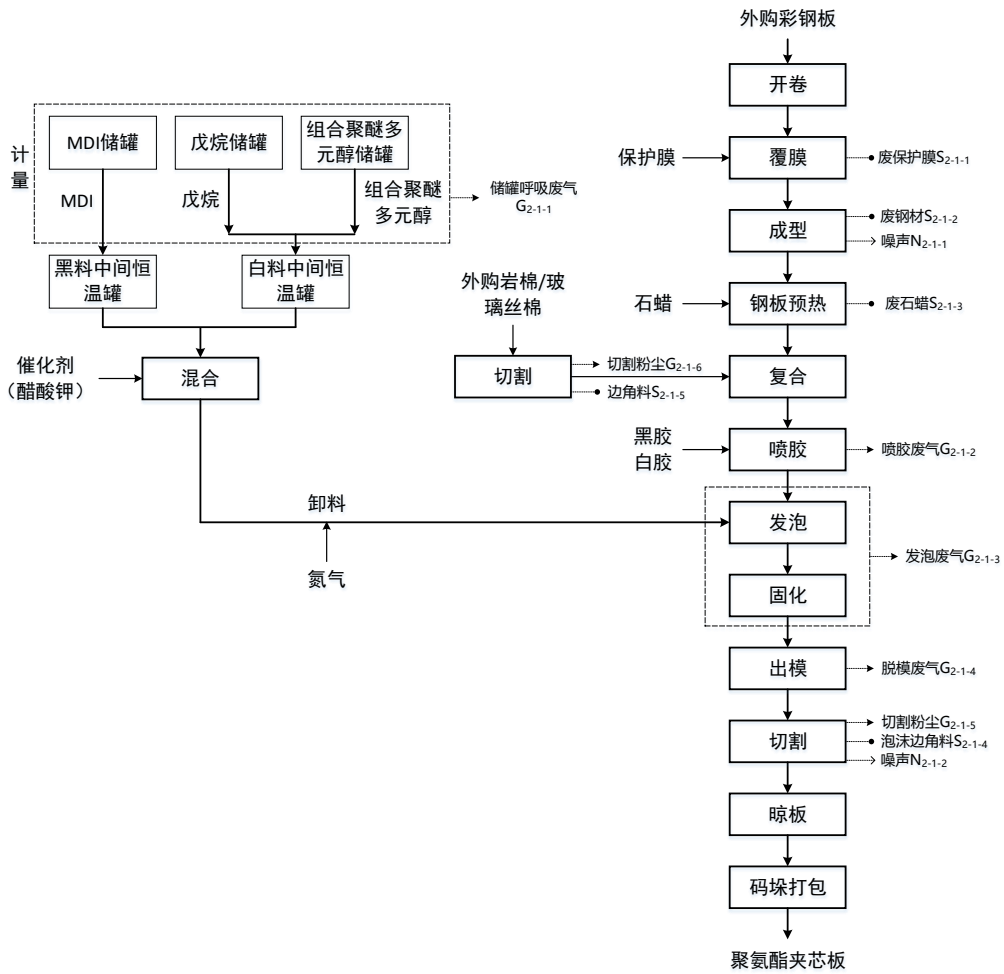 外购彩钢板
开卷
计
量
MDI储罐
戊烷储罐
组合聚醚多
元醇储罐
MDI
戊烷
组合聚醚
多元醇
储罐呼吸废气
G2-1-1
保护膜
覆膜
废保护膜S2-1-1
成型
废钢材S2-1-2
噪声N2-1-1
黑料中间恒
温罐
白料中间恒
温罐
外购岩棉/玻
璃丝棉
石蜡
钢板预热
废石蜡S2-1-3
催化剂
（醋酸钾）
混合
切割
切割粉尘G2-1-6
边角料S2-1-5
复合
黑胶
白胶
喷胶
喷胶废气G2-1-2
卸料
氮气
发泡
固化
发泡废气G2-1-3
出模
脱模废气G2-1-4
切割
切割粉尘G2-1-5
泡沫边角料S2-1-4
噪声N2-1-2
晾板
码垛打包
聚氨酯夹芯板